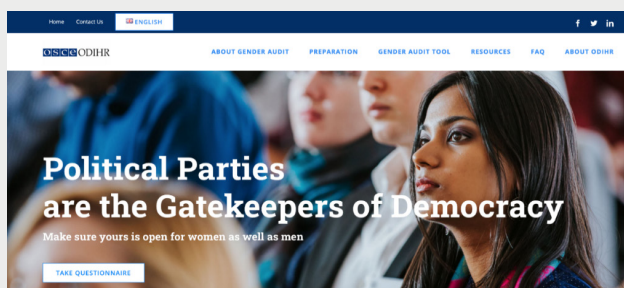 Home Contact Us ENGLISH
OSCE ODIHR
ABOUT GENDER AUDIT PREPARATION GENDER AUDIT TOOL RESOURCES FAQ ABOUT ODIHR
Political Parties
are the Gatekeepers of Democracy
Make sure yours is open for women as well as men
TAKE QUESTIONNAIRE